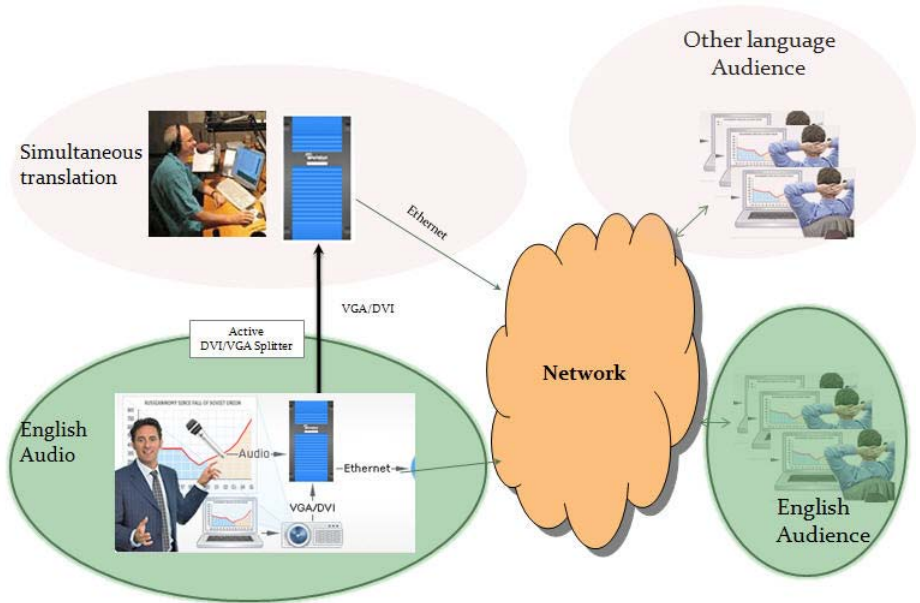 Other language
Audience
Simultaneous
translation
Ethernet
VGA/DVI
Active
DVI/VGA Splitter
Network
English
Audio
Audio
Ethernet
VGA/DVI
English
Audience